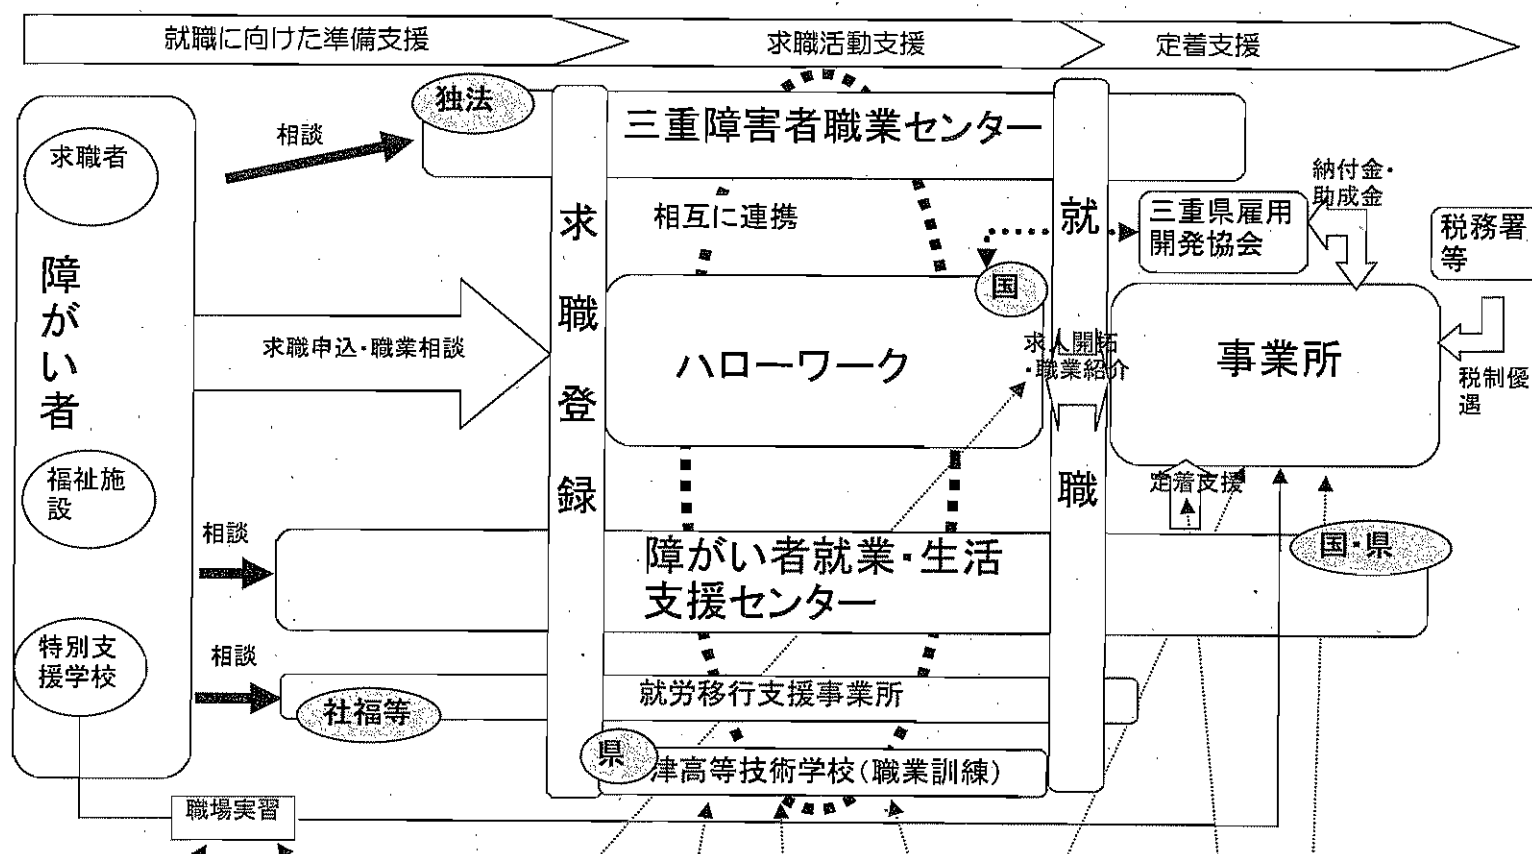 就職に向けた準備支援
求職活動支援
定着支援
独法
三重障害者職業センター
相談
求職者
障がい者
福祉施
設
特別支
援学校
求職登録
相互に連携
就職
納付金・
助成金
三重県雇用
開発協会
税務署
等
国
求職申込・職業相談
ハローワーク
求人開拓
・職業紹介
事業所
税制優
遇
定着支援
相談
障がい者就業・生活
支援センター
国・県
相談
就労移行支援事業所
社福等
県
津高等技術学校(職業訓練)
職場実習